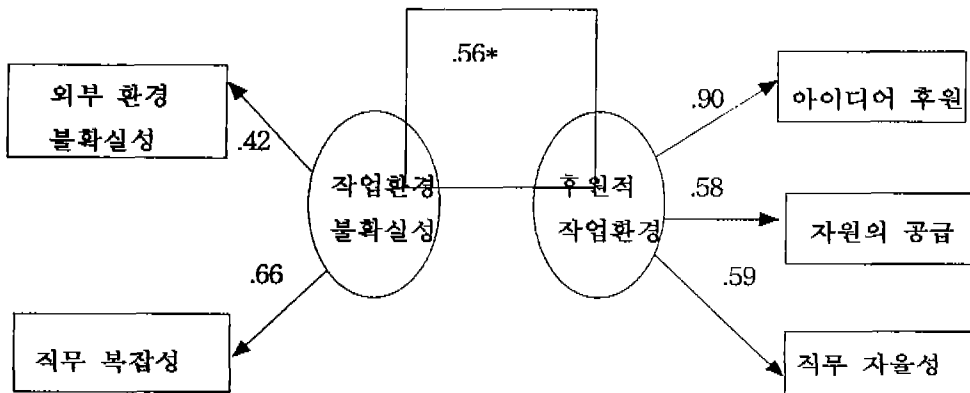 .56*
외부 환경
불확실성
.42
.90
아이디어 후원
작업환경
불확실성
후원적
작업환경
.58
자원의 공급
.66
.59
직무 복잡성
직무 자율성